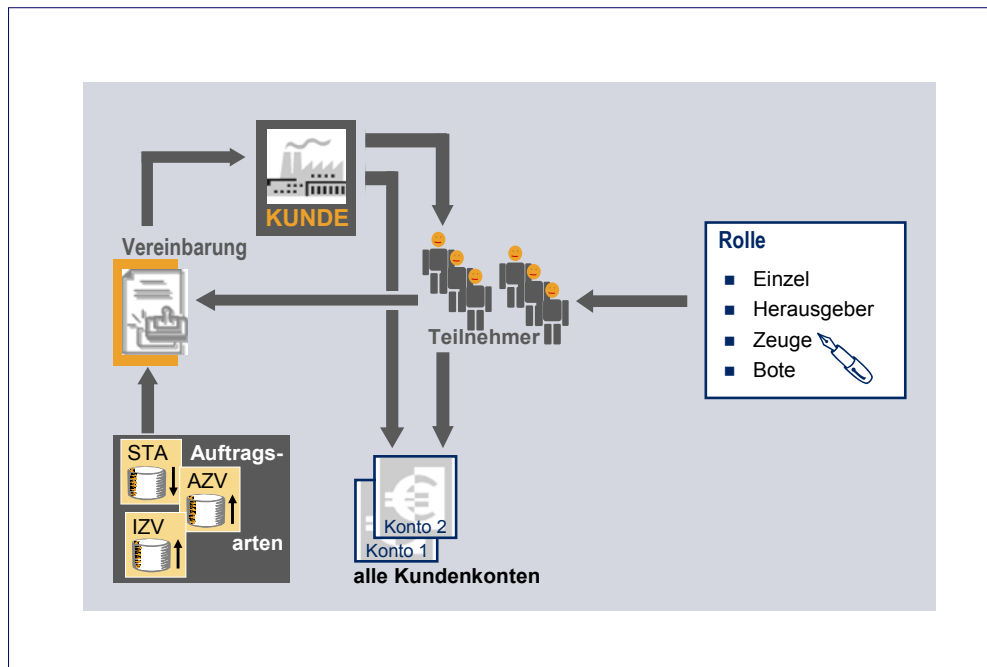 KUNDE
Vereinbarung
Teilnehmer
Rolle
Einzel
Herausgeber
Zeuge
Bote
STA
Auftrags-
AZV
IZV
arten
Konto 2
Konto 1
alle Kundenkonten